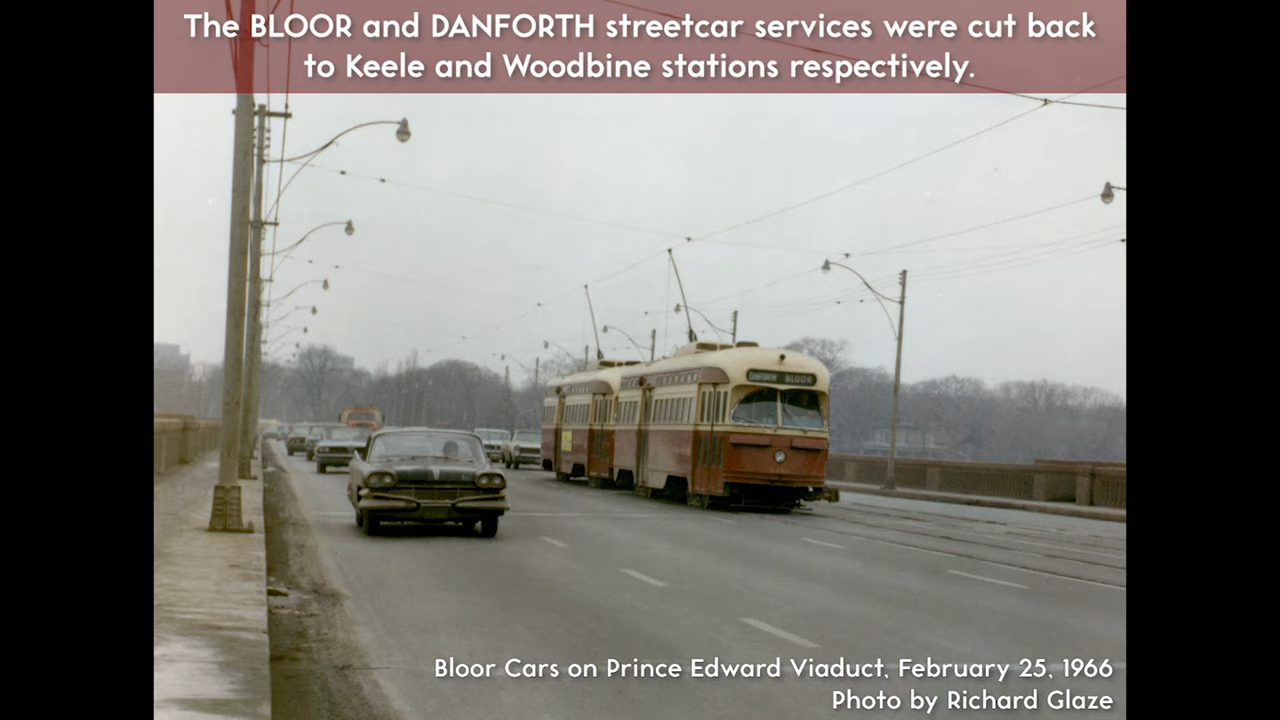 The BLOOR and DANFORTH streetcar services were cut back
to Keele and Woodbine stations respectively.
DANFORTH BLOOR
Bloor Cars on Prince Edward Viaduct, February 25, 1966
Photo by Richard Glaze